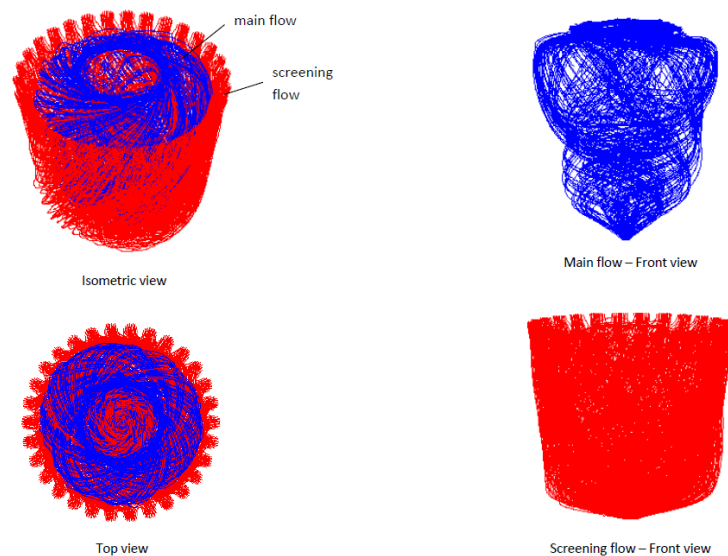 main flow
screening
flow
Isometric view
Main flow – Front view
Top view
Screening flow – Front view